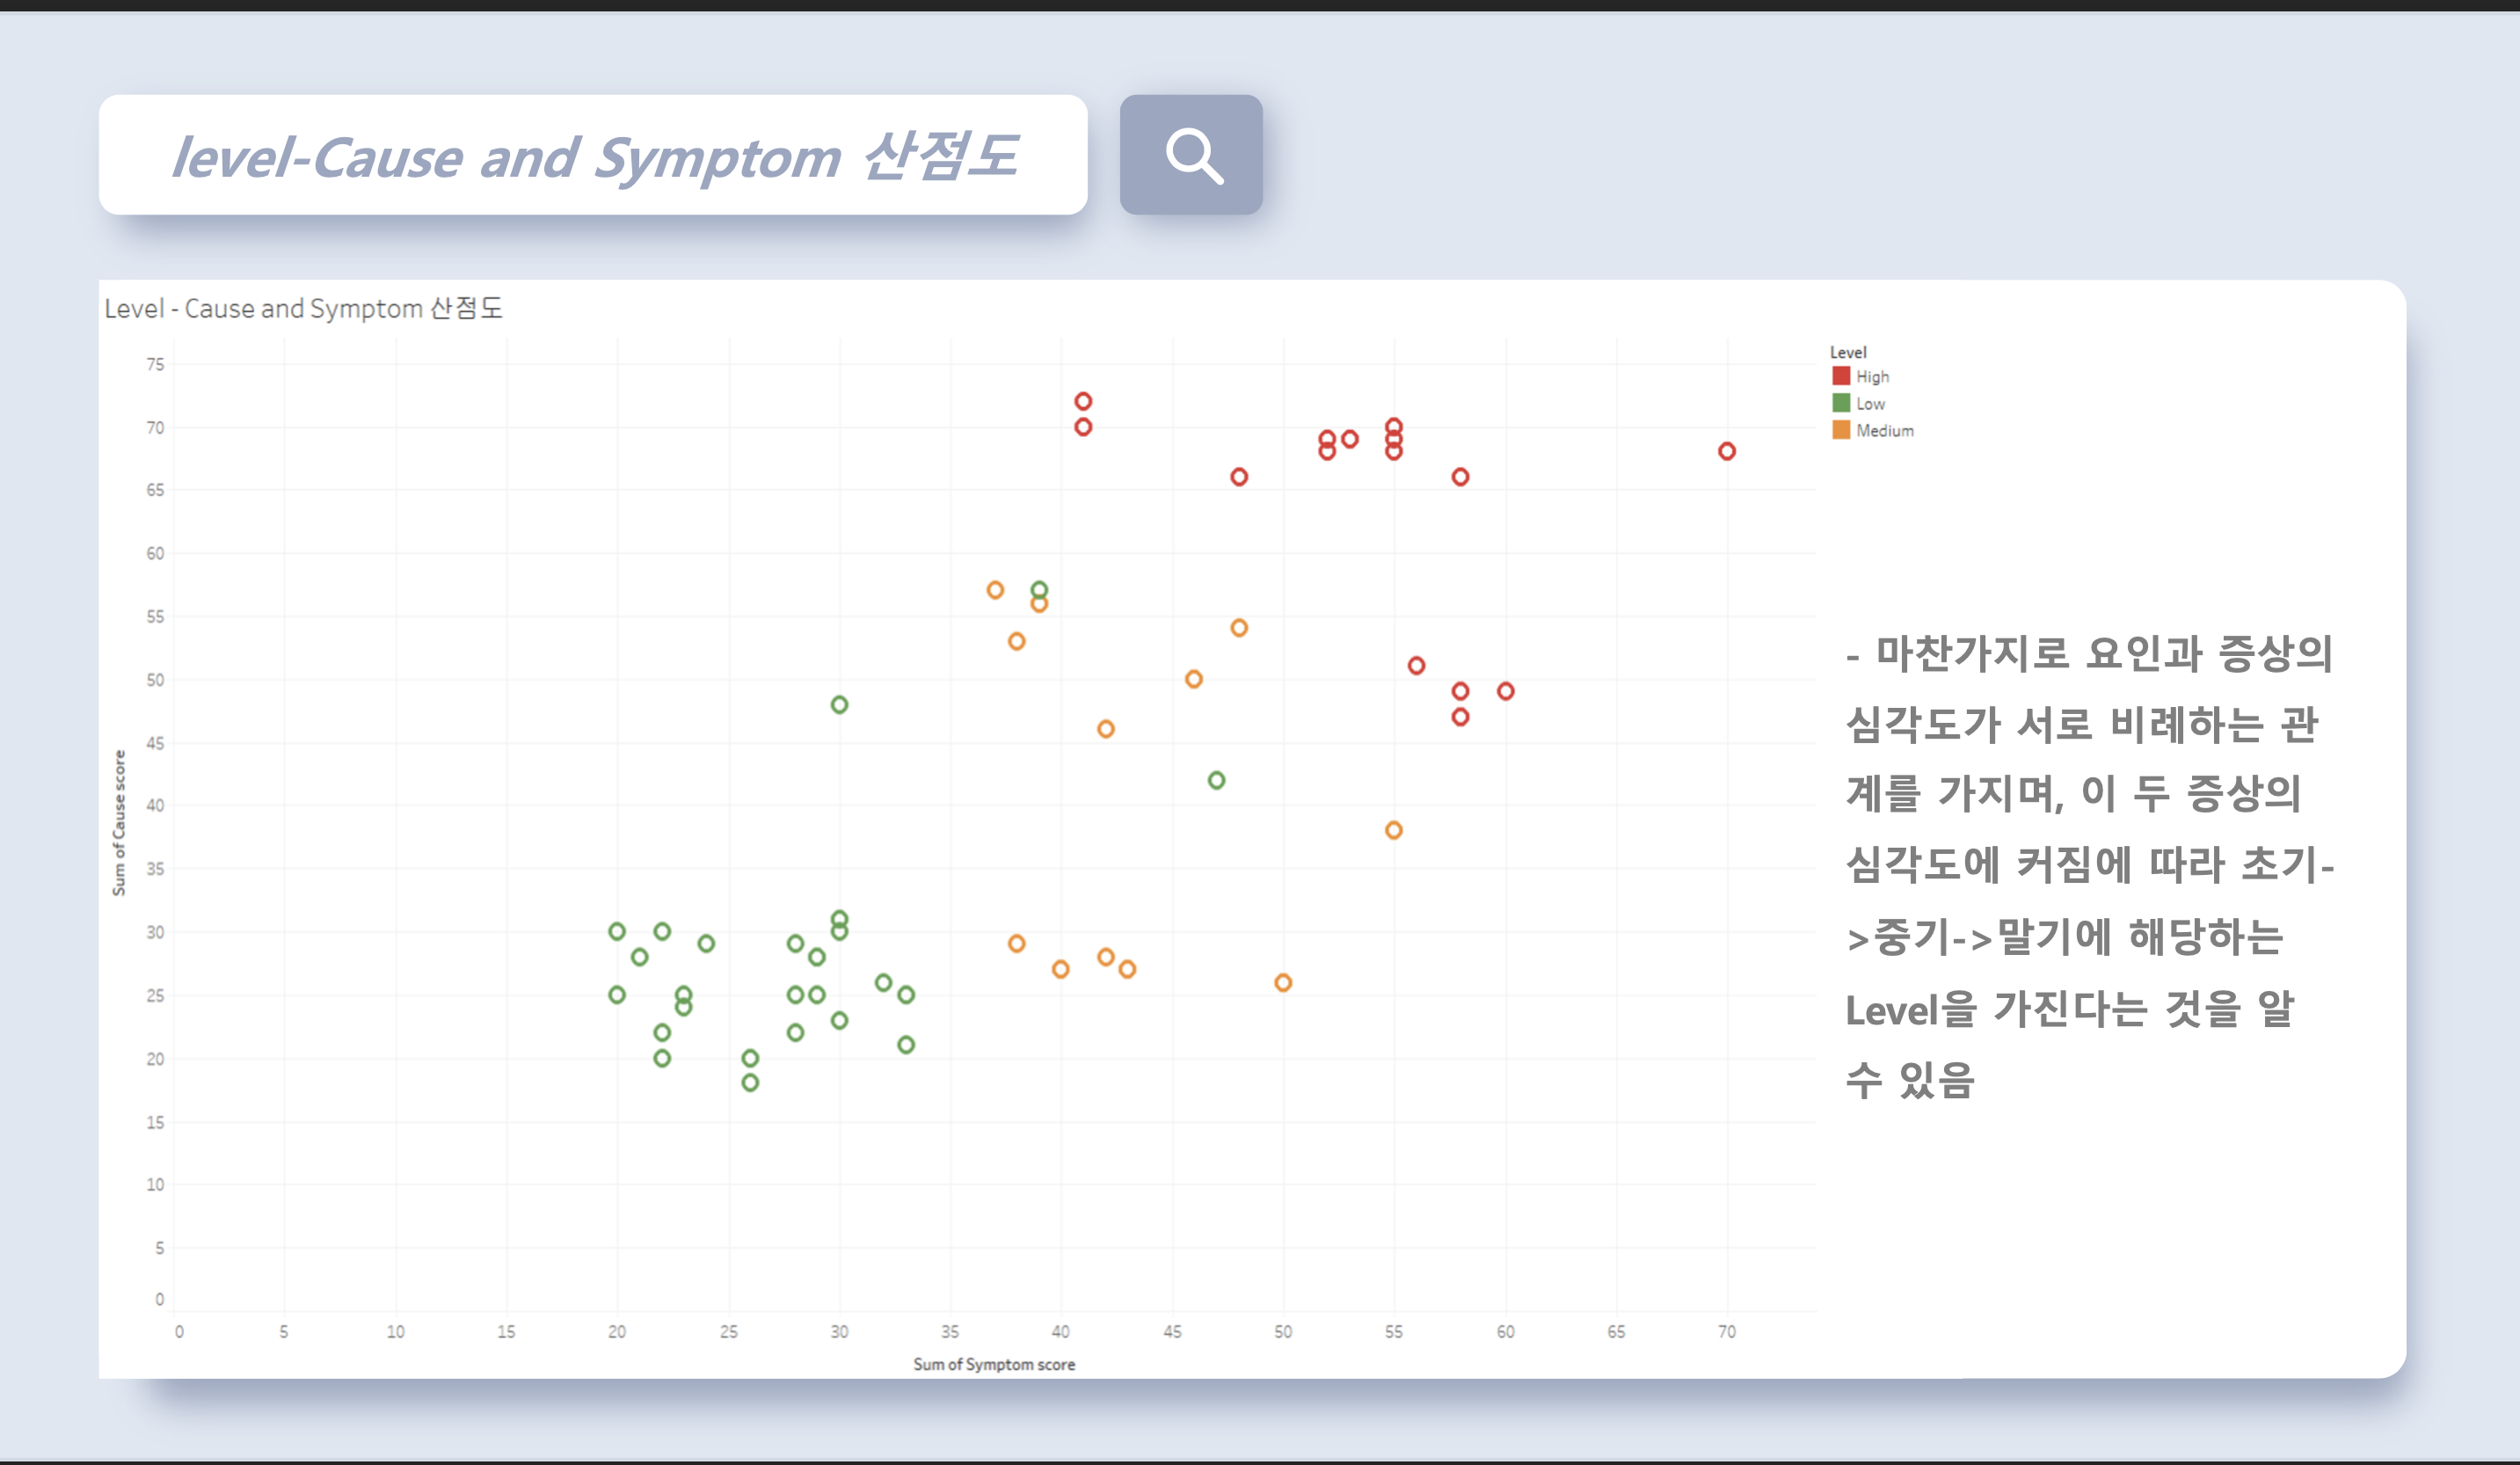 level-Cause and Symptom 산점도
Level - Cause and Symptom 산점도
75
70
65
60
55
50
45
40
35
30
25
20
15
10
5
0
Sum of Cause score
0 5 10 15 20 25 30 35 40 45 50 55 60 65 70
Sum of Symptom score
Level
High
Low
Medium
- 마찬가지로 요인과 증상의
심각도가 서로 비례하는 관
계를 가지며, 이 두 증상의
심각도에 커짐에 따라 초기-
>중기->말기에 해당하는
Level을 가진다는 것을 알
수 있음